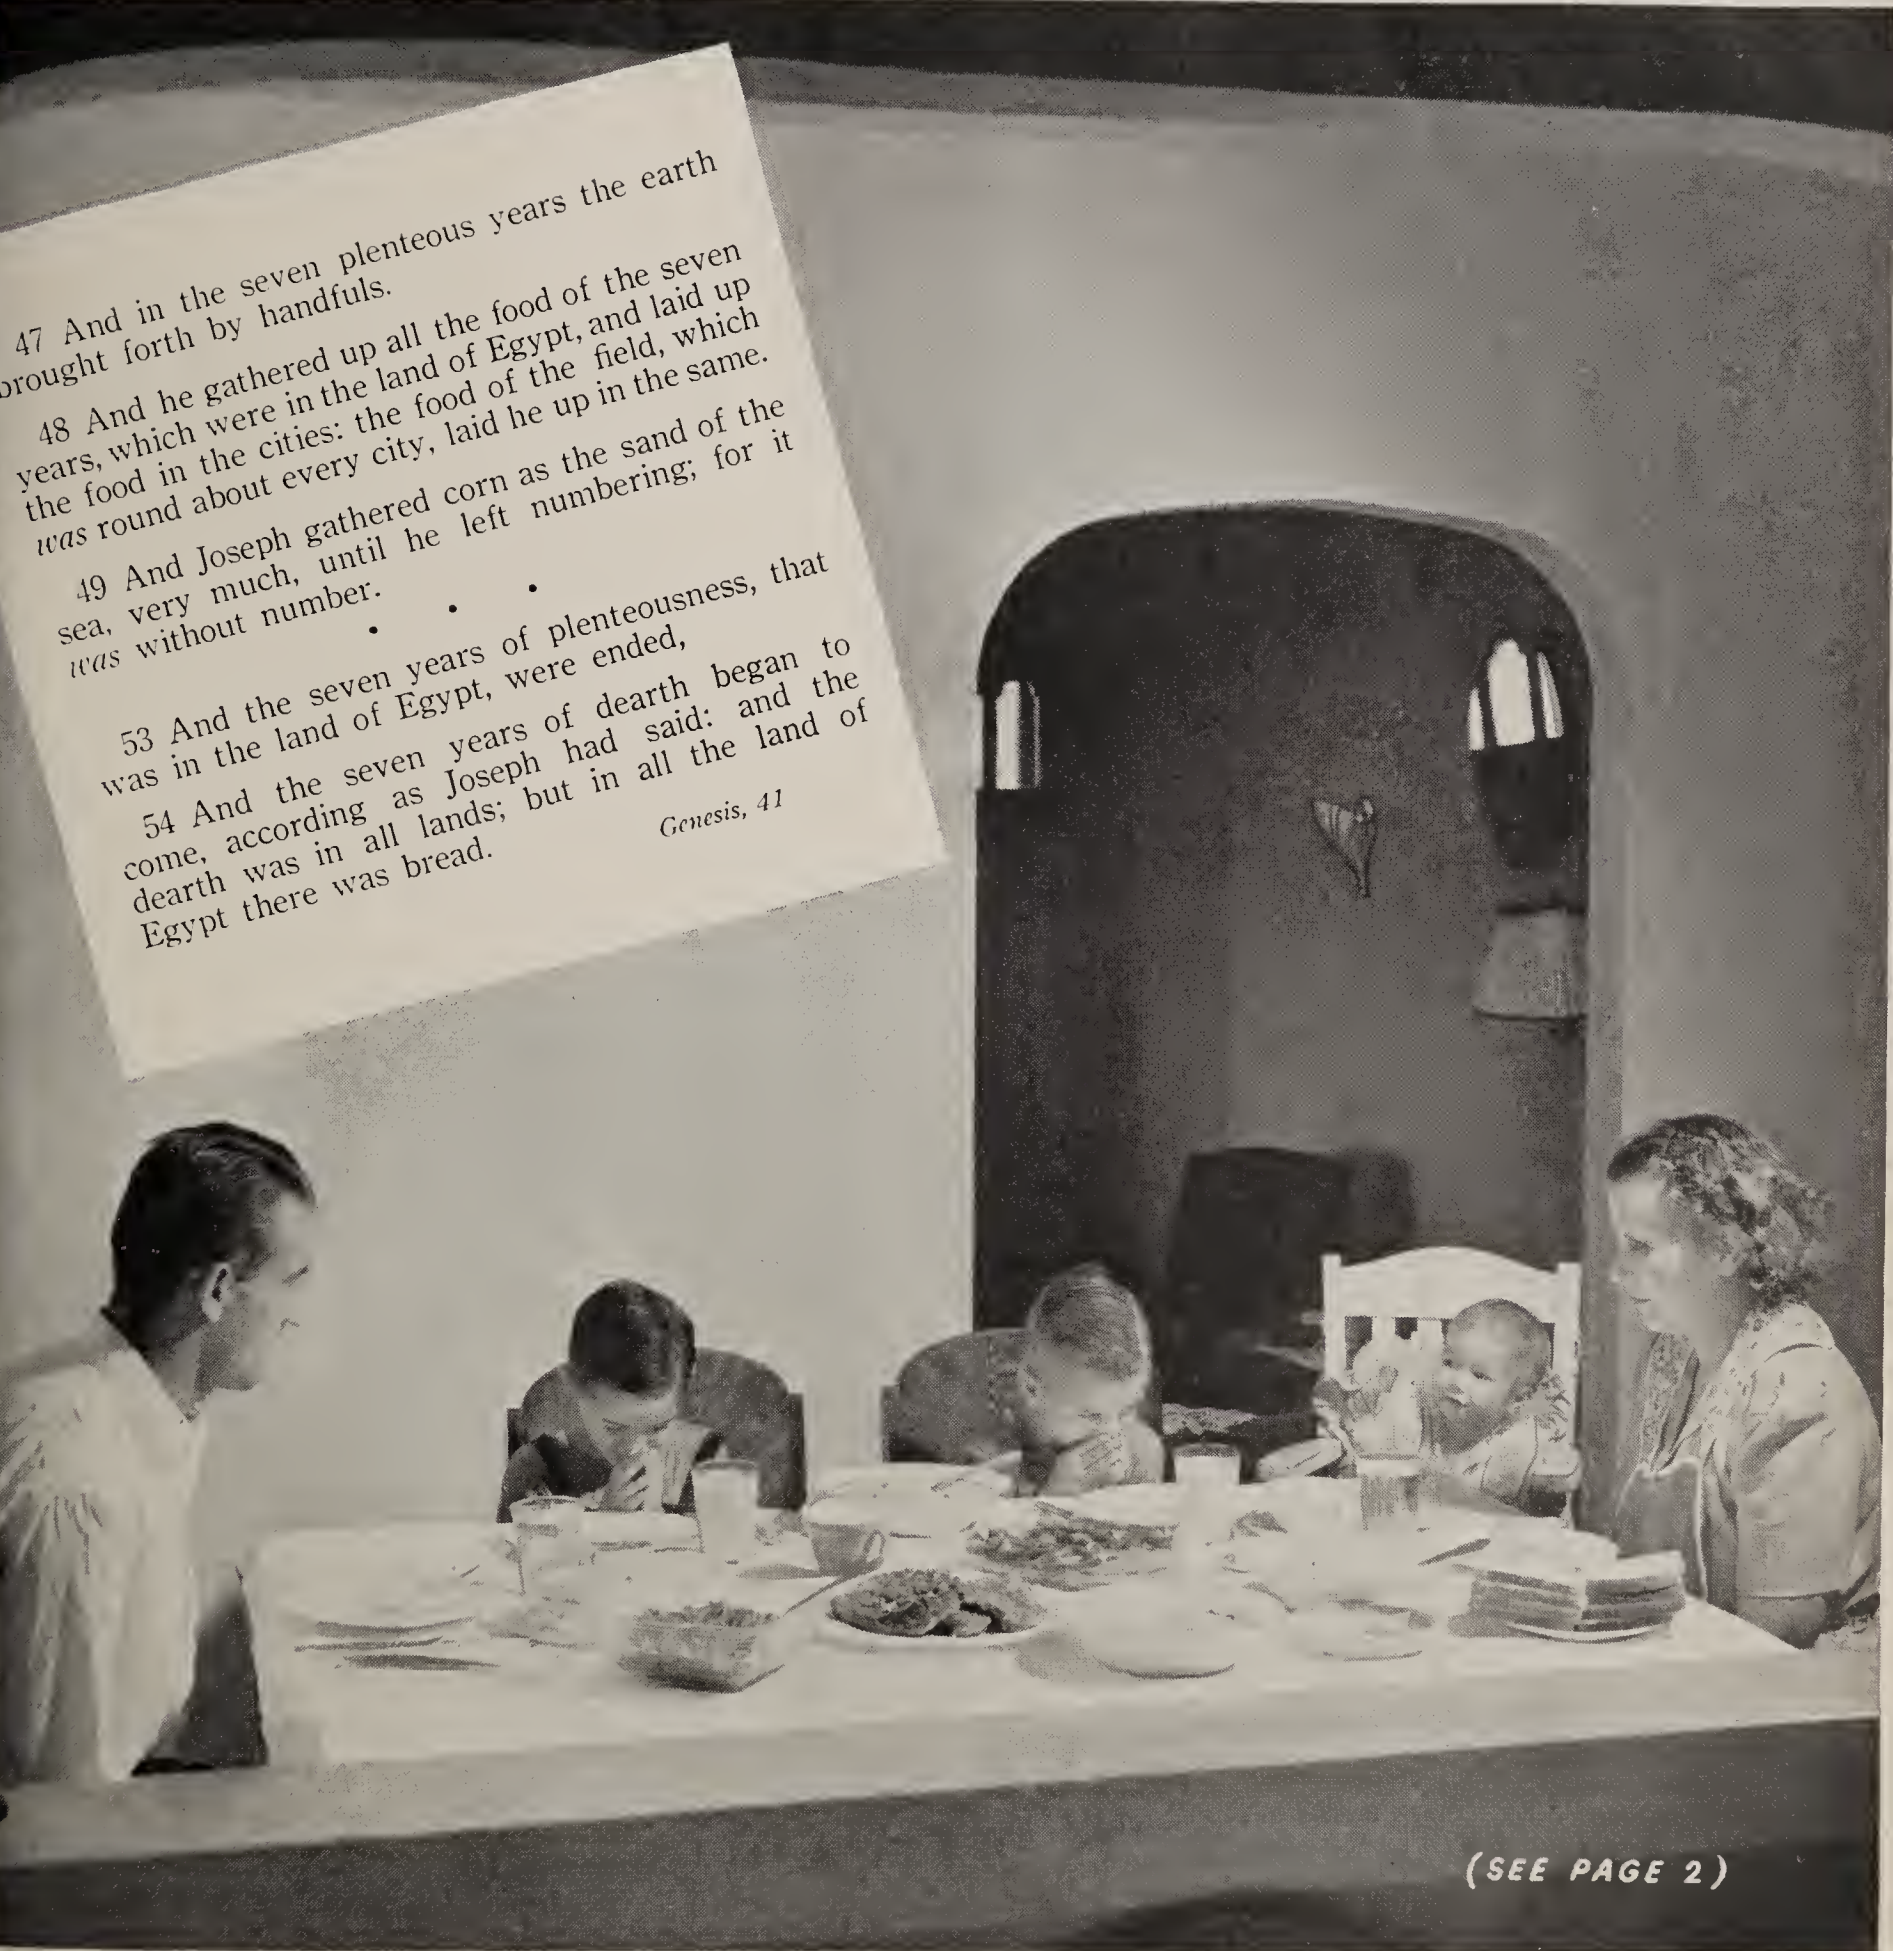 47 And in the seven plenteous years the earth
brought forth by handfuls.
48 And he gathered up all the food of the seven
years, which were in the land of Egypt, and laid up
the food in the cities: the food of the field, which
was round about every city, laid he up in the same.
49 And Joseph gathered corn as the sand of the
sea, very much, until he left numbering; for it
was without number.
• • •
53 And the seven years of plenteousness, that
was in the land of Egypt, were ended,
54 And the seven years of dearth began to
come, according as Joseph had said: and the
dearth was in all lands; but in all the land of
Egypt there was bread.
Genesis, 41
(SEE PAGE 2)